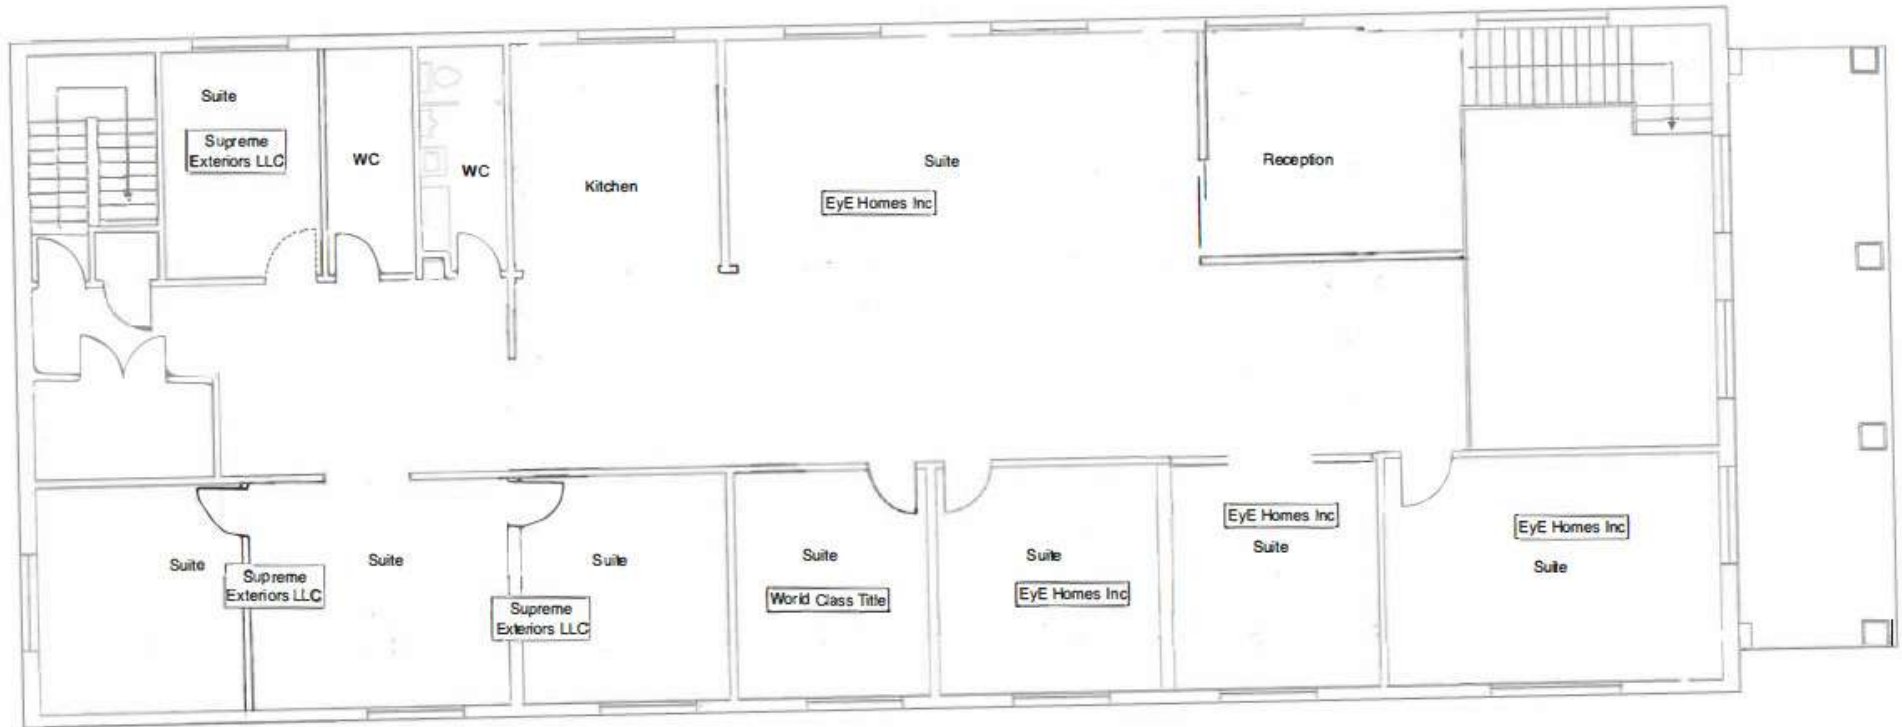 Suite
Supreme
Exteriors LLC
WC
WC
Kitchen
Suite
EyE Homes Inc
Reception
Suite
Supreme
Exteriors LLC
Suite
Supreme
Exteriors LLC
Suite
Suite
World Class Title
Suite
EyE Homes Inc
EyE Homes Inc
Suite
EyE Homes Inc
Suite